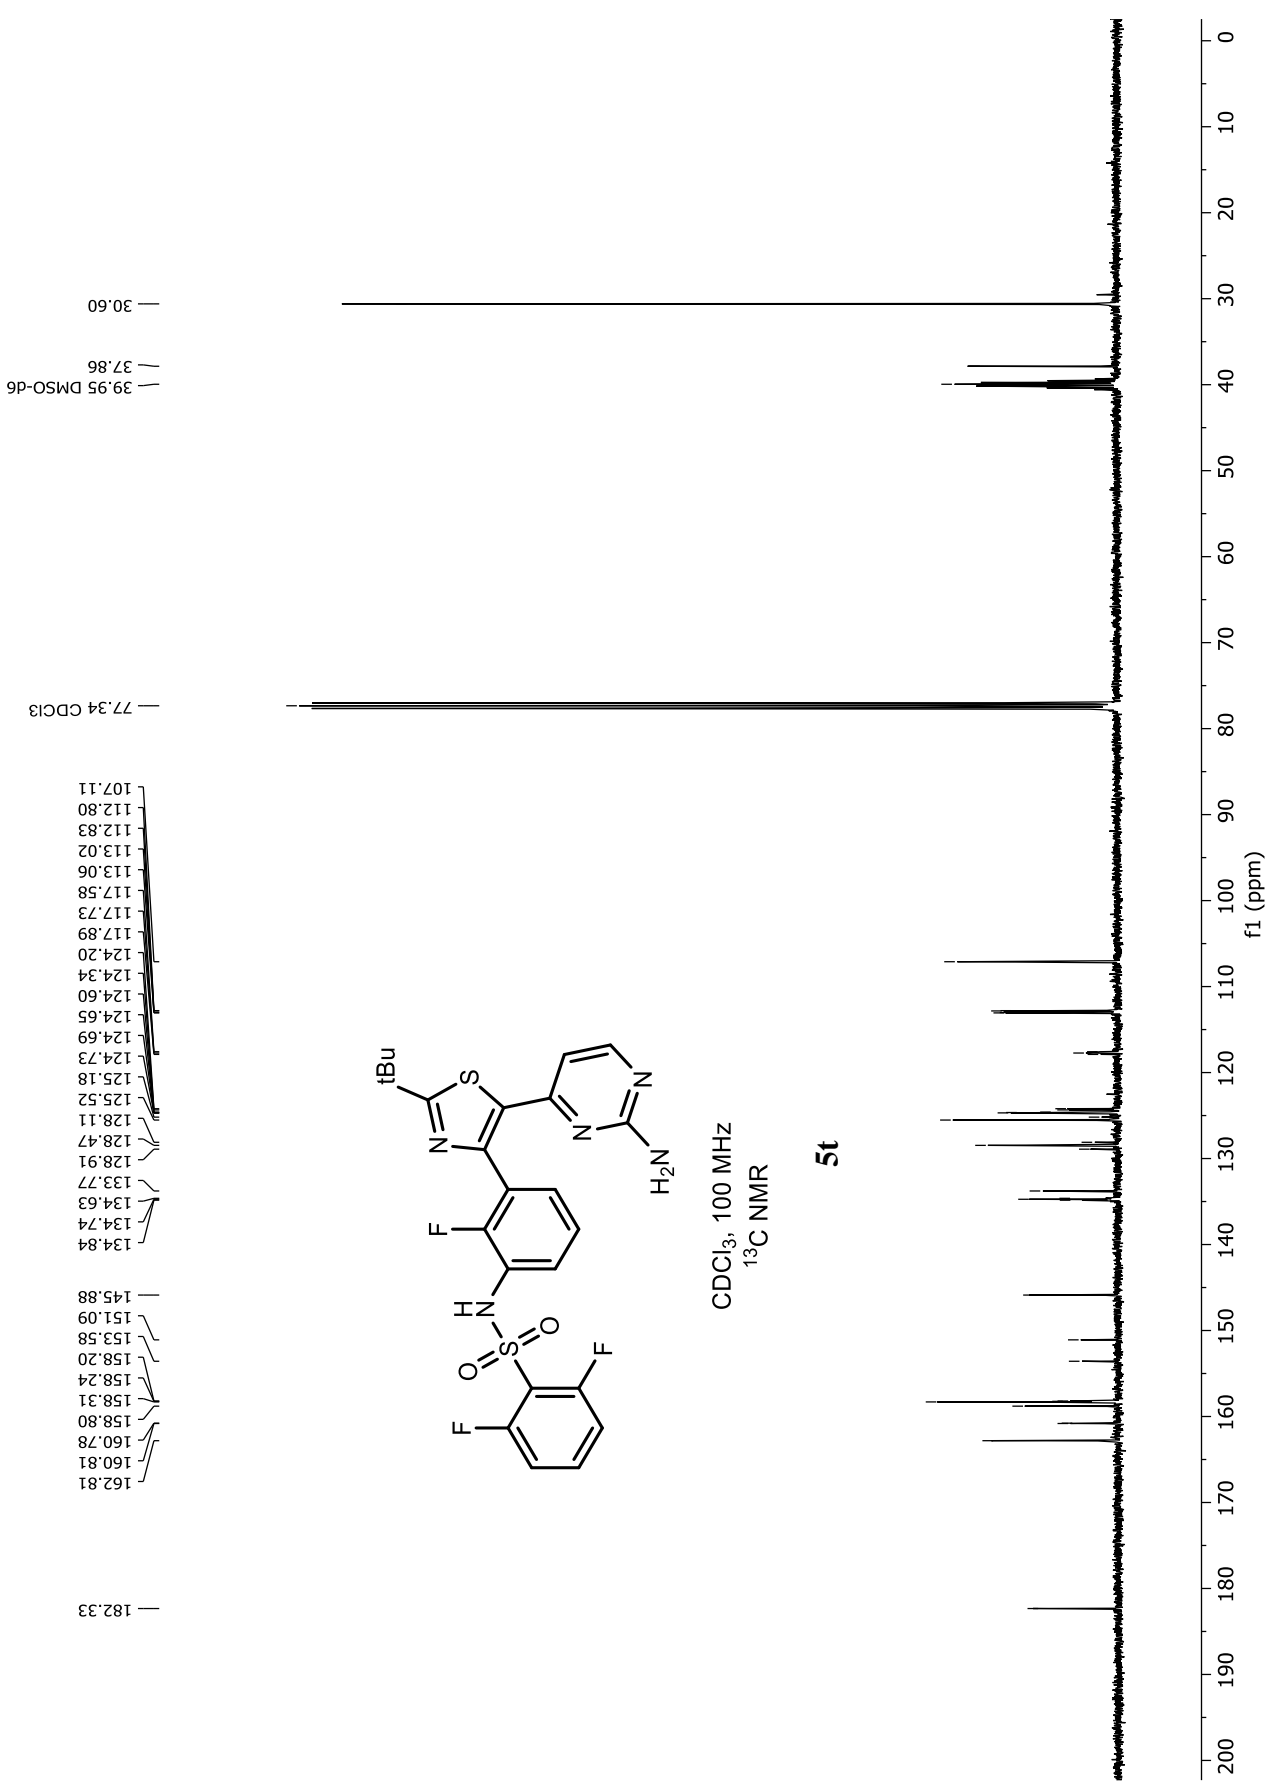 182.33
162.81
160.81
160.78
158.80
158.31
158.24
158.20
153.58
151.09
145.88
134.84
134.74
134.63
133.77
128.91
128.47
128.11
125.52
125.18
124.73
124.69
124.65
124.60
124.34
124.20
117.89
117.73
117.58
113.06
113.02
112.83
112.80
107.11
77.34 CDCl3
39.95 DMSO-d6
37.86
30.60
tBu
S
N
F
N
N
H2N
H
N
O
S
O
F
F
CDCl3, 100 MHz
13C NMR
5t
200
190
180
170
160
150
140
130
120
110
100
90
80
70
60
50
40
30
20
10
0
f1 (ppm)